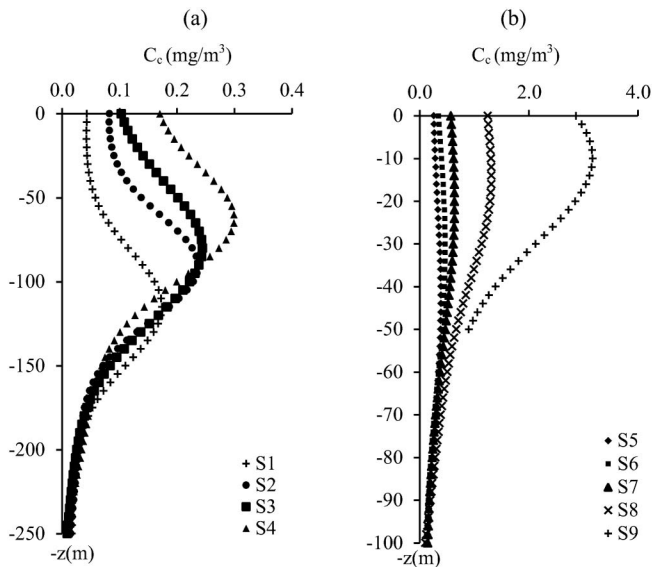 (a)
C_c (mg/m³)
0.0 0.1 0.2 0.3 0.4
0
-50
-100
-150
-200
-250
-z(m)
S1
S2
S3
S4
(b)
C_c (mg/m³)
0.0 2.0 4.0
0
-10
-20
-30
-40
-50
-60
-70
-80
-90
-100
-z(m)
S5
S6
S7
S8
S9